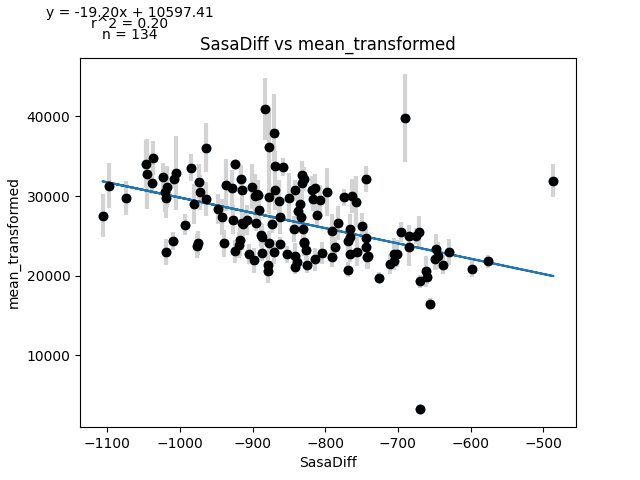 y = -19.20x + 10597.41
r^2 = 0.20
n = 134
SasaDiff vs mean_transformed
mean_transformed
40000
30000
20000
10000
−1100 −1000 −900 −800 −700 −600 −500
SasaDiff